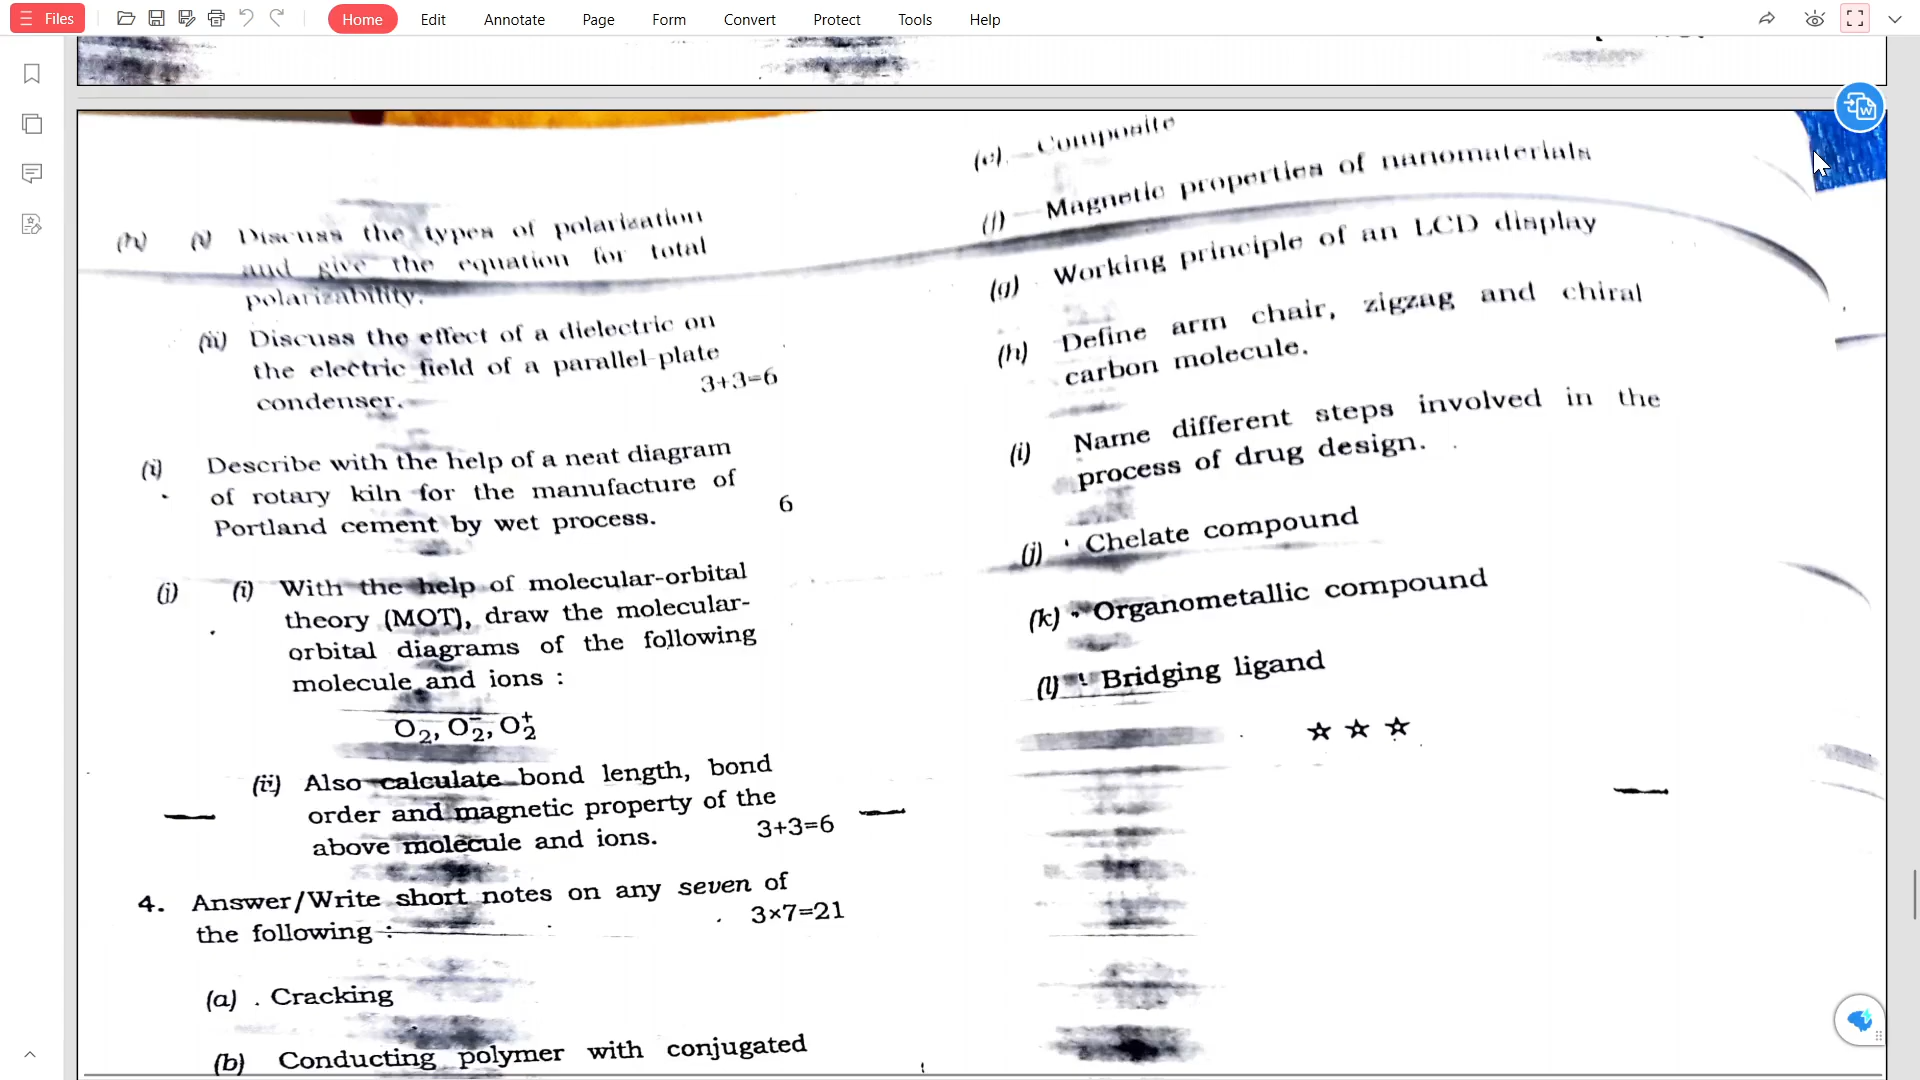 Files
Home
Edit
Annotate
Page
Form
Convert
Protect
Tools
Help
(h) (i) Discuss the types of polarization
and give the equation for total
polarizability.
(ii) Discuss the effect of a dielectric on
the electric field of a parallel-plate
condenser. 3+3=6
(i) Describe with the help of a neat diagram
of rotary kiln for the manufacture of
Portland cement by wet process. 6
(j) (i) With the help of molecular-orbital
theory (MOT), draw the molecular-
orbital diagrams of the following
molecule and ions :
O₂, O₂⁻, O₂⁺
(ii) Also calculate bond length, bond
order and magnetic property of the
above molecule and ions. 3+3=6
4. Answer/Write short notes on any seven of
the following : 3×7=21
(a) Cracking
(b) Conducting polymer with conjugated
(e) Composite
(f) Magnetic properties of nanomaterials
(g) Working principle of an LCD display
(h) Define arm chair, zigzag and chiral
carbon molecule.
(i) Name different steps involved in the
process of drug design.
(j) Chelate compound
(k) Organometallic compound
(l) Bridging ligand
☆ ☆ ☆